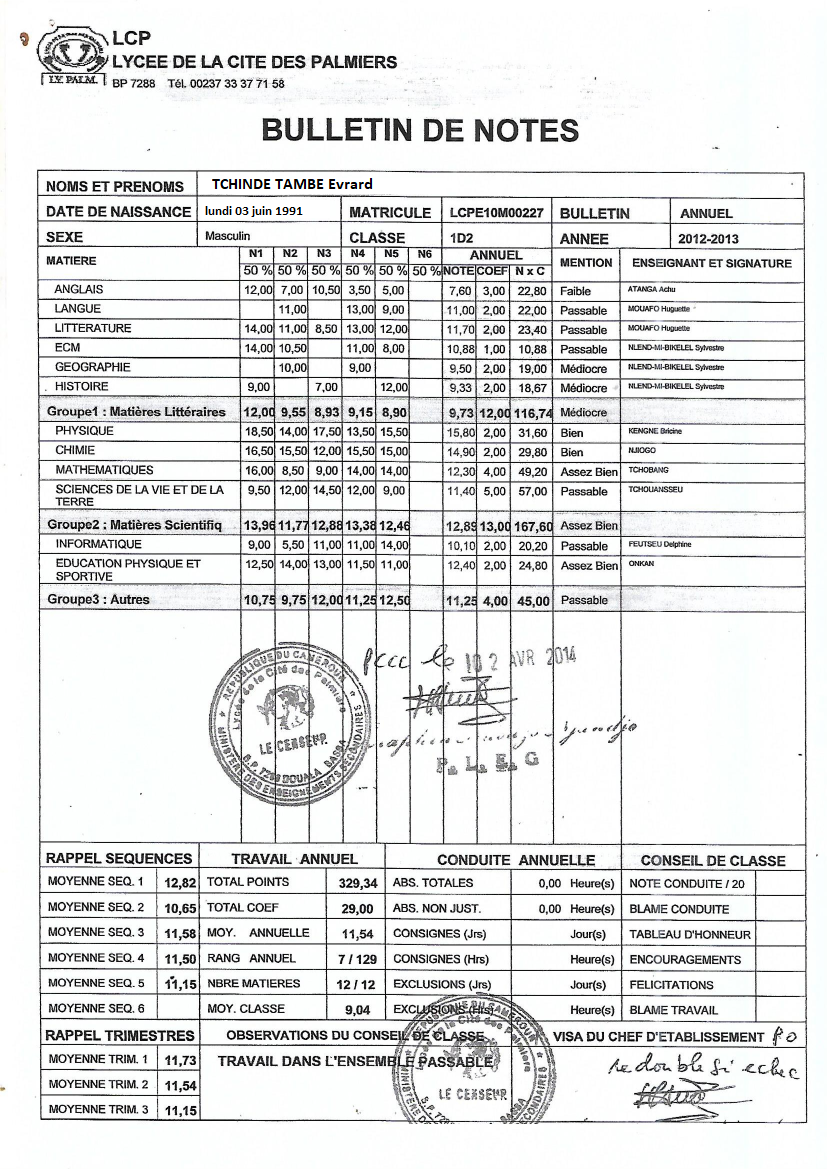 LCP
LYCEE DE LA CITE DES PALMIERS
LY. PALM.
BP 7288 Tél. 00237 33 37 71 58
BULLETIN DE NOTES
NOMS ET PRENOMS TCHINDE TAMBE Evrard
DATE DE NAISSANCE lundi 03 juin 1991 MATRICULE LCPE10M00227 BULLETIN ANNUEL
SEXE Masculin CLASSE 1D2 ANNEE 2012-2013
MATIERE N1 N2 N3 N4 N5 N6 ANNUEL MENTION ENSEIGNANT ET SIGNATURE
50 % 50 % 50 % 50 % 50 % 50 % NOTE COEF N x C
ANGLAIS 12,00 7,00 10,50 3,50 5,00 7,60 3,00 22,80 Faible ATANGA Achu
LANGUE 11,00 13,00 9,00 11,00 2,00 22,00 Passable MOUAFO Huguette
LITTERATURE 14,00 11,00 8,50 13,00 12,00 11,70 2,00 23,40 Passable MOUAFO Huguette
ECM 14,00 10,50 11,00 8,00 10,88 1,00 10,88 Passable NLEND-MI-BIKELEL Sylvestre
GEOGRAPHIE 10,00 9,00 9,50 2,00 19,00 Médiocre NLEND-MI-BIKELEL Sylvestre
HISTOIRE 9,00 7,00 12,00 9,33 2,00 18,67 Médiocre NLEND-MI-BIKELEL Sylvestre
Groupe1 : Matières Littéraires 12,00 9,55 8,93 9,15 8,90 9,73 12,00 116,74 Médiocre
PHYSIQUE 18,50 14,00 17,50 13,50 15,50 15,80 2,00 31,60 Bien KENGNE Bricine
CHIMIE 16,50 15,50 12,00 15,50 15,00 14,90 2,00 29,80 Bien NJIOGO
MATHEMATIQUES 16,00 8,50 9,00 14,00 14,00 12,30 4,00 49,20 Assez Bien TCHOBANG
SCIENCES DE LA VIE ET DE LA 9,50 12,00 14,50 12,00 9,00 11,40 5,00 57,00 Passable TCHOUANSSEU
TERRE
Groupe2 : Matières Scientifiq 13,96 11,77 12,88 13,38 12,46 12,89 13,00 167,60 Assez Bien
INFORMATIQUE 9,00 5,50 11,00 11,00 14,00 10,10 2,00 20,20 Passable FEUTSEU Delphine
EDUCATION PHYSIQUE ET 12,50 14,00 13,00 11,50 11,00 12,40 2,00 24,80 Assez Bien ONKAN
SPORTIVE
Groupe3 : Autres 10,75 9,75 12,00 11,25 12,50 11,25 4,00 45,00 Passable
REPUBLIQUE DU CAMEROUN
Lycée de la Cité des Palmiers
LE CENSEUR
B.P. 7288 DOUALA BASSA
MINISTERE DES ENSEIGNEMENTS SECONDAIRES
PCCC le 02 AVR 2014
P. L. E. G
RAPPEL SEQUENCES TRAVAIL ANNUEL CONDUITE ANNUELLE CONSEIL DE CLASSE
MOYENNE SEQ. 1 12,82 TOTAL POINTS 329,34 ABS. TOTALES 0,00 Heure(s) NOTE CONDUITE / 20
MOYENNE SEQ. 2 10,65 TOTAL COEF 29,00 ABS. NON JUST. 0,00 Heure(s) BLAME CONDUITE
MOYENNE SEQ. 3 11,58 MOY. ANNUELLE 11,54 CONSIGNES (Jrs) Jour(s) TABLEAU D'HONNEUR
MOYENNE SEQ. 4 11,50 RANG ANNUEL 7 / 129 CONSIGNES (Hrs) Heure(s) ENCOURAGEMENTS
MOYENNE SEQ. 5 11,15 NBRE MATIERES 12 / 12 EXCLUSIONS (Jrs) Jour(s) FELICITATIONS
MOYENNE SEQ. 6 MOY. CLASSE 9,04 EXCLUSIONS (Hrs) Heure(s) BLAME TRAVAIL
RAPPEL TRIMESTRES OBSERVATIONS DU CONSEIL DE CLASSE VISA DU CHEF D'ETABLISSEMENT PO
MOYENNE TRIM. 1 11,73 TRAVAIL DANS L'ENSEMBLE PASSABLE redouble si echec
MOYENNE TRIM. 2 11,54
MOYENNE TRIM. 3 11,15
LE CENSEUR